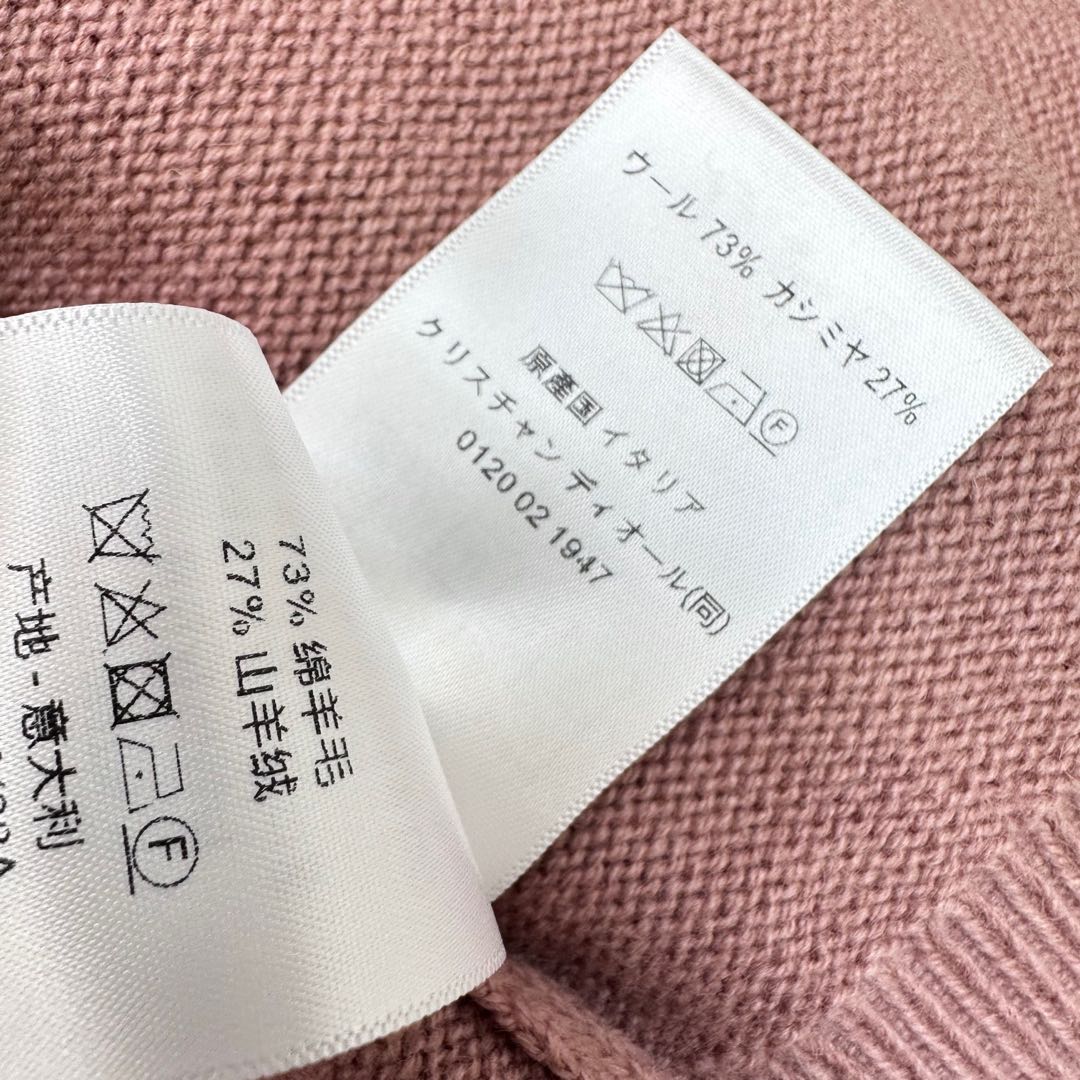 ウール 73% カシミヤ 27%
F
原産国 イタリア
クリスチャン ディオール(同)
0120 02 1947
73% 绵羊毛
27% 山羊绒
F
产地 - 意大利